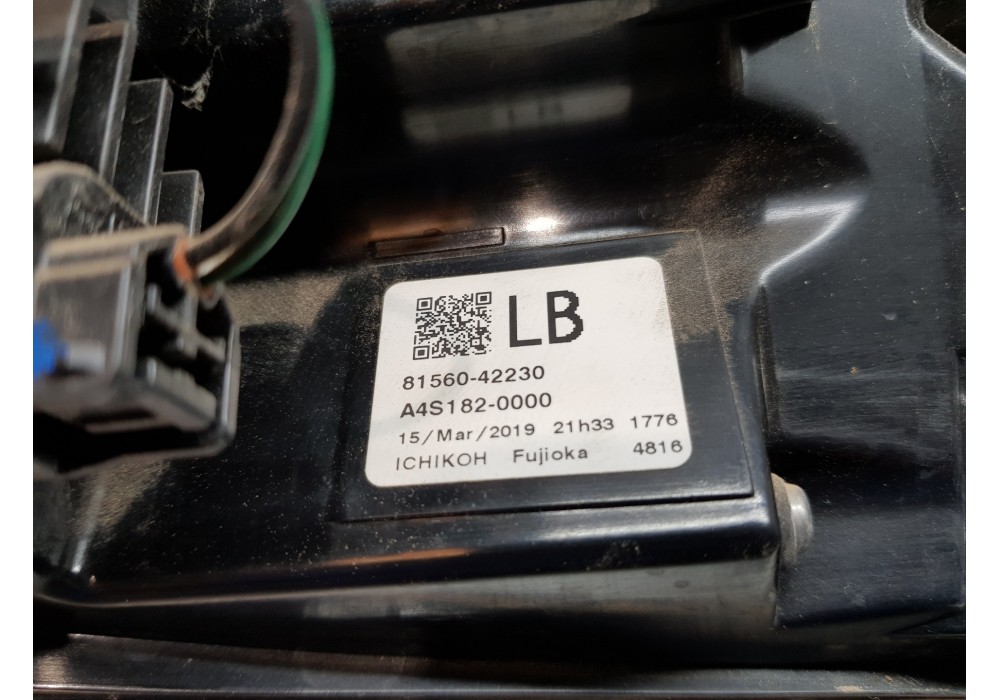 LB
81560-42230
A4S182-0000
15/Mar/2019 21h33 1776
ICHIKOH Fujioka 4816